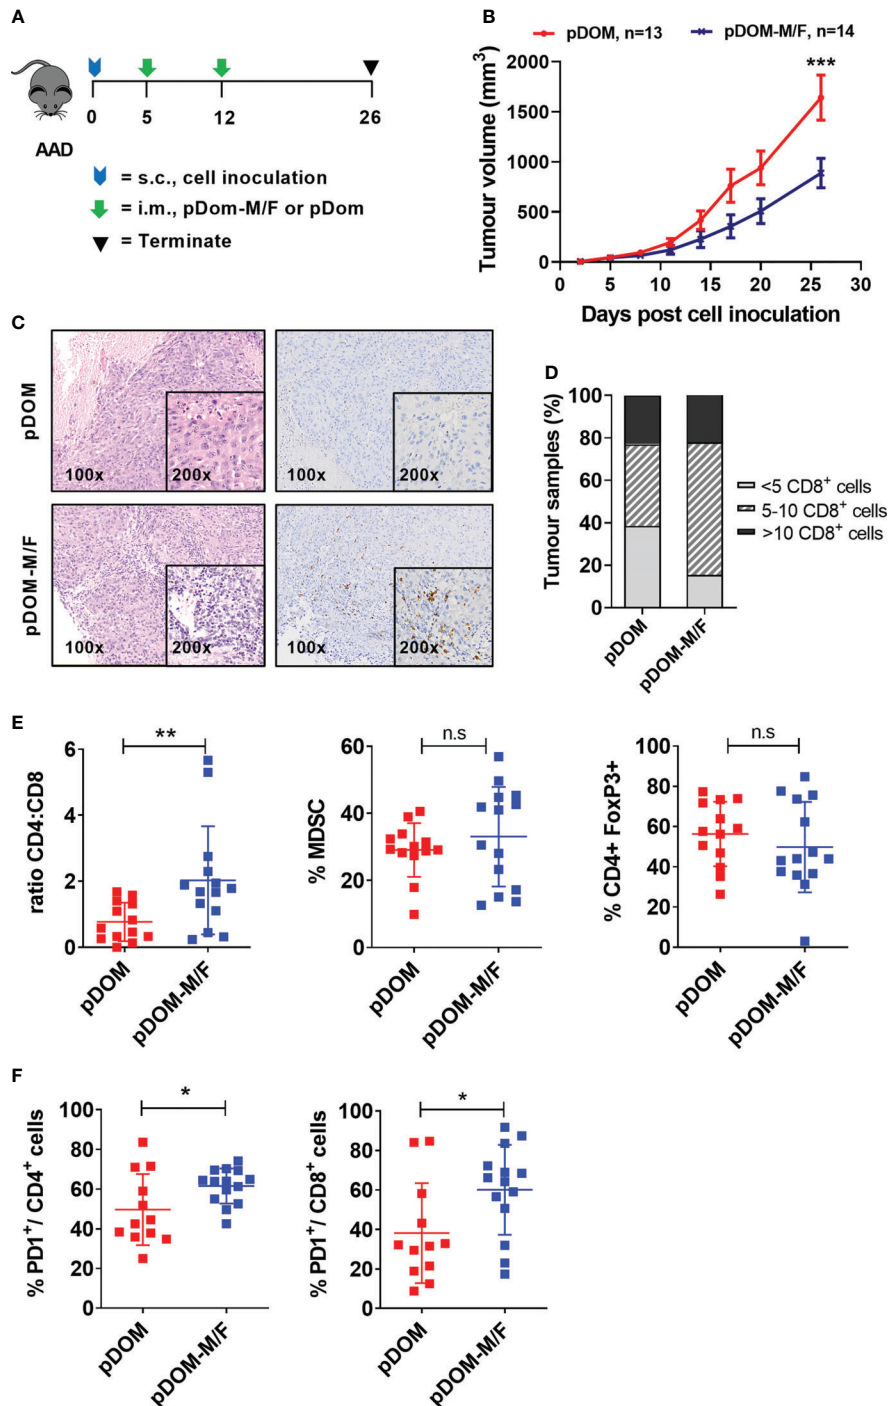 A
0 5 12 26
AAD
= s.c., cell inoculation
= i.m., pDom-M/F or pDom
= Terminate
B
pDOM, n=13 pDOM-M/F, n=14
Tumour volume (mm³)
2000
1500
1000
500
0
***
0 5 10 15 20 25 30
Days post cell inoculation
C
pDOM
100x 200x 100x 200x
pDOM-M/F
100x 200x 100x 200x
D
Tumour samples (%)
100
80
60
40
20
0
pDOM pDOM-M/F
<5 CD8⁺ cells
5-10 CD8⁺ cells
>10 CD8⁺ cells
E
ratio CD4:CD8
6
4
2
0
**
pDOM pDOM-M/F
% MDSC
60
40
20
0
n.s
pDOM pDOM-M/F
% CD4+ FoxP3+
100
80
60
40
20
0
n.s
pDOM pDOM-M/F
F
% PD1⁺/ CD4⁺ cells
100
80
60
40
20
0
*
pDOM pDOM-M/F
% PD1⁺/ CD8⁺ cells
100
80
60
40
20
0
*
pDOM pDOM-M/F